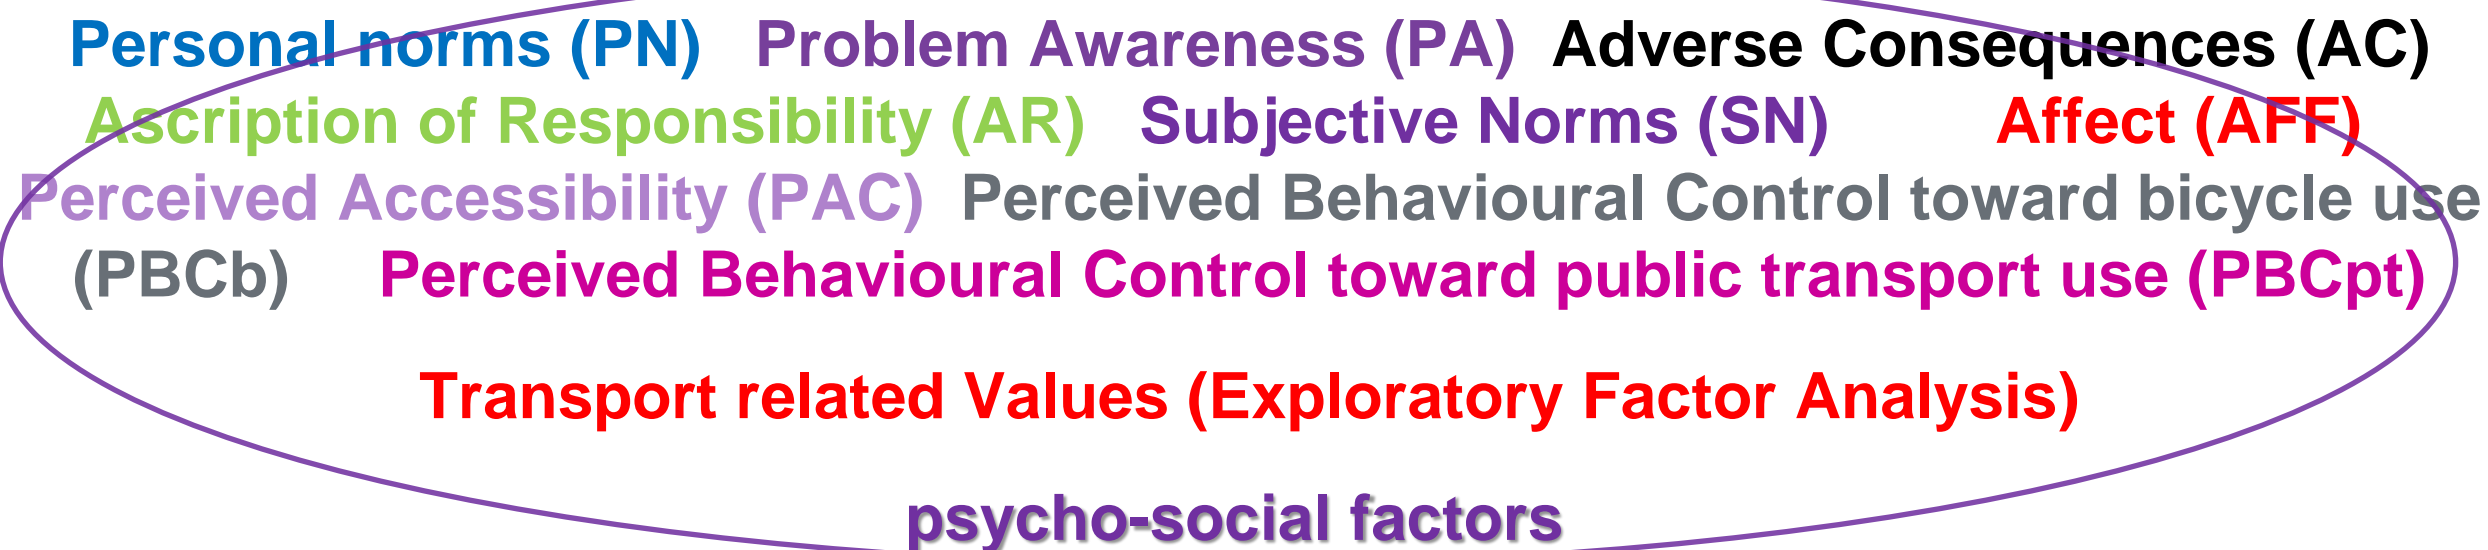 Personal norms (PN) Problem Awareness (PA) Adverse Consequences (AC)
Ascription of Responsibility (AR) Subjective Norms (SN) Affect (AFF)
Perceived Accessibility (PAC) Perceived Behavioural Control toward bicycle use
(PBCb) Perceived Behavioural Control toward public transport use (PBCpt)
Transport related Values (Exploratory Factor Analysis)
psycho-social factors